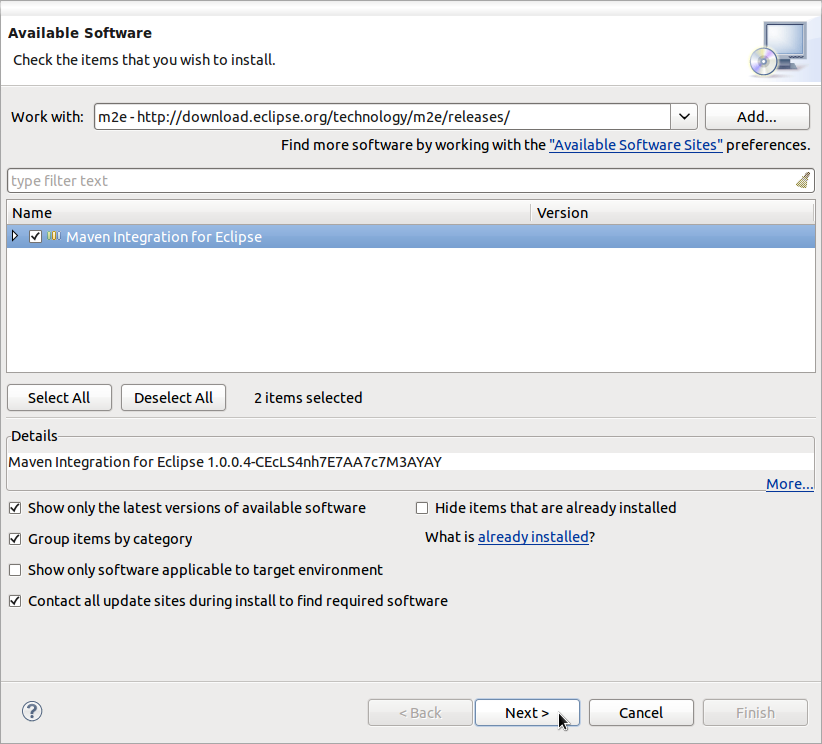 Available Software
Check the items that you wish to install.
Work with: m2e - http://download.eclipse.org/technology/m2e/releases/ Add...
Find more software by working with the "Available Software Sites" preferences.
type filter text
Name Version
Maven Integration for Eclipse
Select All Deselect All 2 items selected
Details
Maven Integration for Eclipse 1.0.0.4-CEcLS4nh7E7AA7c7M3AYAY
More...
Show only the latest versions of available software Hide items that are already installed
Group items by category What is already installed?
Show only software applicable to target environment
Contact all update sites during install to find required software
? < Back Next > Cancel Finish